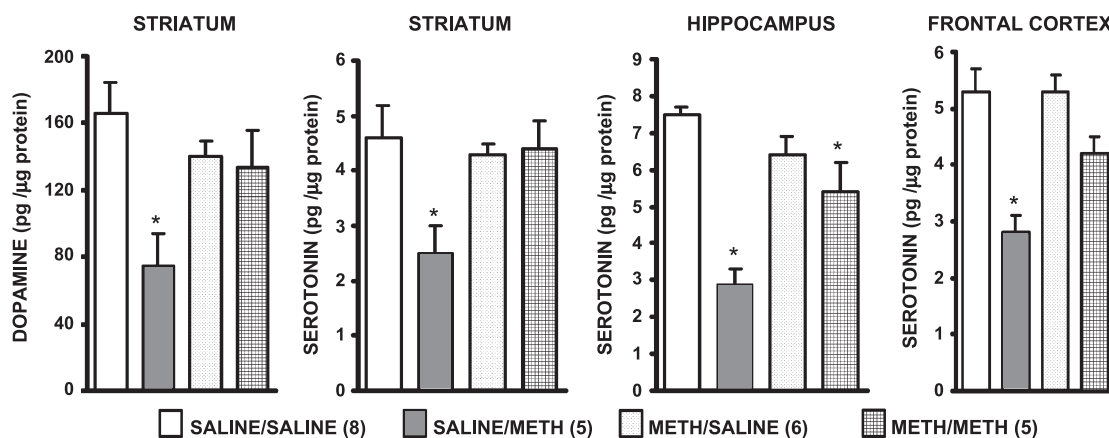 STRIATUM
STRIATUM
HIPPOCAMPUS
FRONTAL CORTEX
DOPAMINE (pg /µg protein)
200
160
120
80
40
0
*
SEROTONIN (pg /µg protein)
6
5
4
3
2
1
0
*
SEROTONIN (pg /µg protein)
9
8
7
6
5
4
3
2
1
0
*
*
SEROTONIN (pg /µg protein)
6
5
4
3
2
1
0
*
SALINE/SALINE (8)
SALINE/METH (5)
METH/SALINE (6)
METH/METH (5)